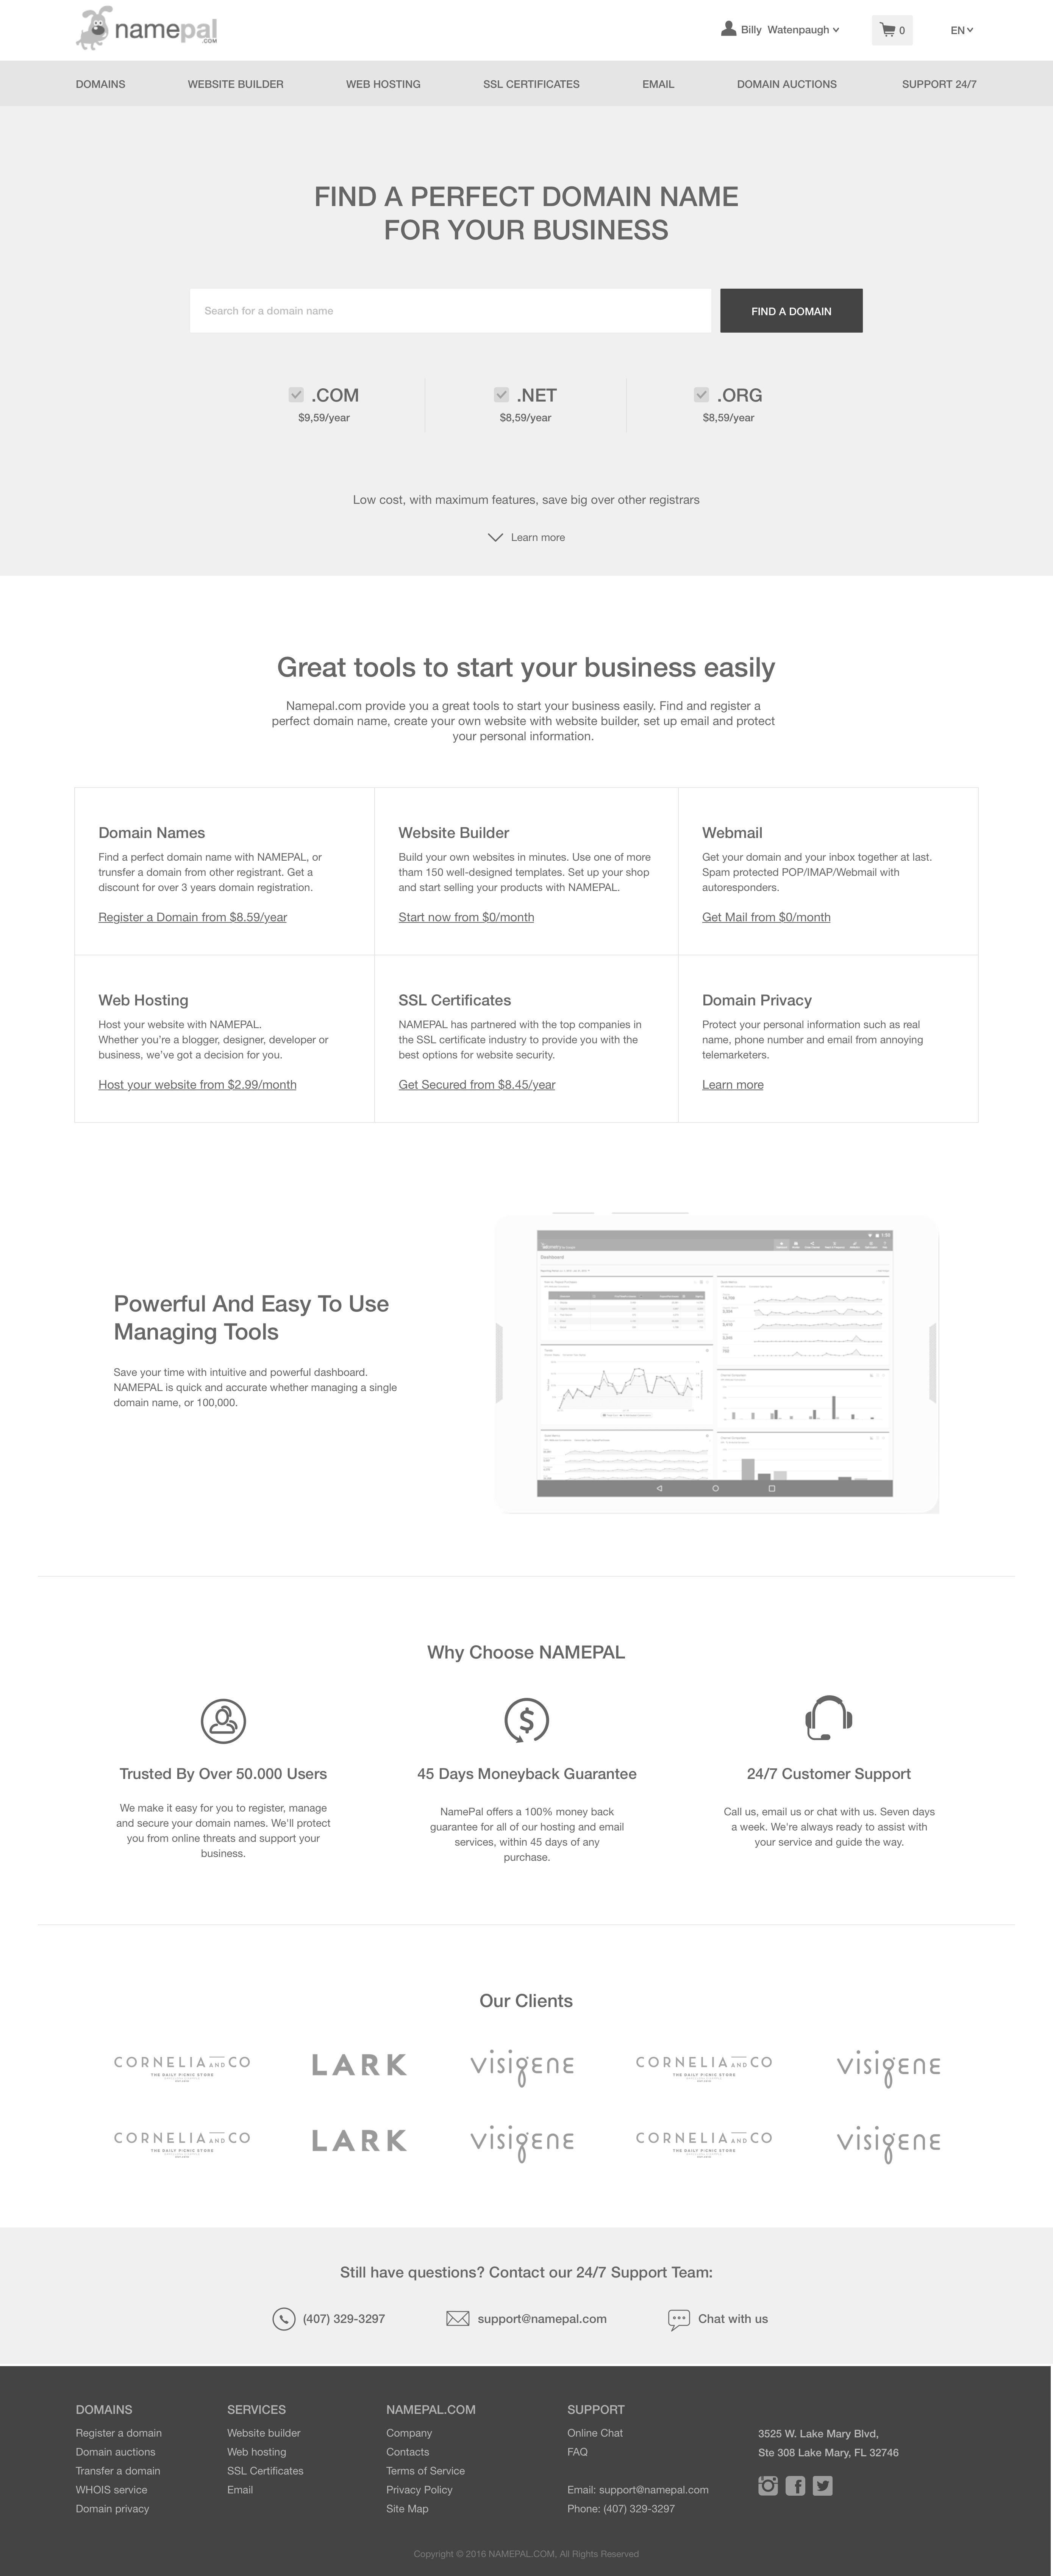 namepal
.COM
Billy Watenpaugh
0
EN
DOMAINS
WEBSITE BUILDER
WEB HOSTING
SSL CERTIFICATES
EMAIL
DOMAIN AUCTIONS
SUPPORT 24/7
FIND A PERFECT DOMAIN NAME
FOR YOUR BUSINESS
Search for a domain name
FIND A DOMAIN
.COM
$9,59/year
.NET
$8,59/year
.ORG
$8,59/year
Low cost, with maximum features, save big over other registrars
Learn more
Great tools to start your business easily
Namepal.com provide you a great tools to start your business easily. Find and register a
perfect domain name, create your own website with website builder, set up email and protect
your personal information.
Domain Names
Find a perfect domain name with NAMEPAL, or
trunsfer a domain from other registrant. Get a
discount for over 3 years domain registration.
Register a Domain from $8.59/year
Website Builder
Build your own websites in minutes. Use one of more
tham 150 well-designed templates. Set up your shop
and start selling your products with NAMEPAL.
Start now from $0/month
Webmail
Get your domain and your inbox together at last.
Spam protected POP/IMAP/Webmail with
autoresponders.
Get Mail from $0/month
Web Hosting
Host your website with NAMEPAL.
Whether you're a blogger, designer, developer or
business, we've got a decision for you.
Host your website from $2.99/month
SSL Certificates
NAMEPAL has partnered with the top companies in
the SSL certificate industry to provide you with the
best options for website security.
Get Secured from $8.45/year
Domain Privacy
Protect your personal information such as real
name, phone number and email from annoying
telemarketers.
Learn more
Powerful And Easy To Use
Managing Tools
Save your time with intuitive and powerful dashboard.
NAMEPAL is quick and accurate whether managing a single
domain name, or 100,000.
Dashboard
Why Choose NAMEPAL
Trusted By Over 50.000 Users
We make it easy for you to register, manage
and secure your domain names. We'll protect
you from online threats and support your
business.
45 Days Moneyback Guarantee
NamePal offers a 100% money back
guarantee for all of our hosting and email
services, within 45 days of any
purchase.
24/7 Customer Support
Call us, email us or chat with us. Seven days
a week. We're always ready to assist with
your service and guide the way.
Our Clients
CORNELIA AND CO
THE DAILY PICNIC STORE
LARK
visigene
CORNELIA AND CO
THE DAILY PICNIC STORE
visigene
CORNELIA AND CO
THE DAILY PICNIC STORE
LARK
visigene
CORNELIA AND CO
THE DAILY PICNIC STORE
visigene
Still have questions? Contact our 24/7 Support Team:
(407) 329-3297
support@namepal.com
Chat with us
DOMAINS
Register a domain
Domain auctions
Transfer a domain
WHOIS service
Domain privacy
SERVICES
Website builder
Web hosting
SSL Certificates
Email
NAMEPAL.COM
Company
Contacts
Terms of Service
Privacy Policy
Site Map
SUPPORT
Online Chat
FAQ
Email: support@namepal.com
Phone: (407) 329-3297
3525 W. Lake Mary Blvd,
Ste 308 Lake Mary, FL 32746
Copyright © 2016 NAMEPAL.COM, All Rights Reserved